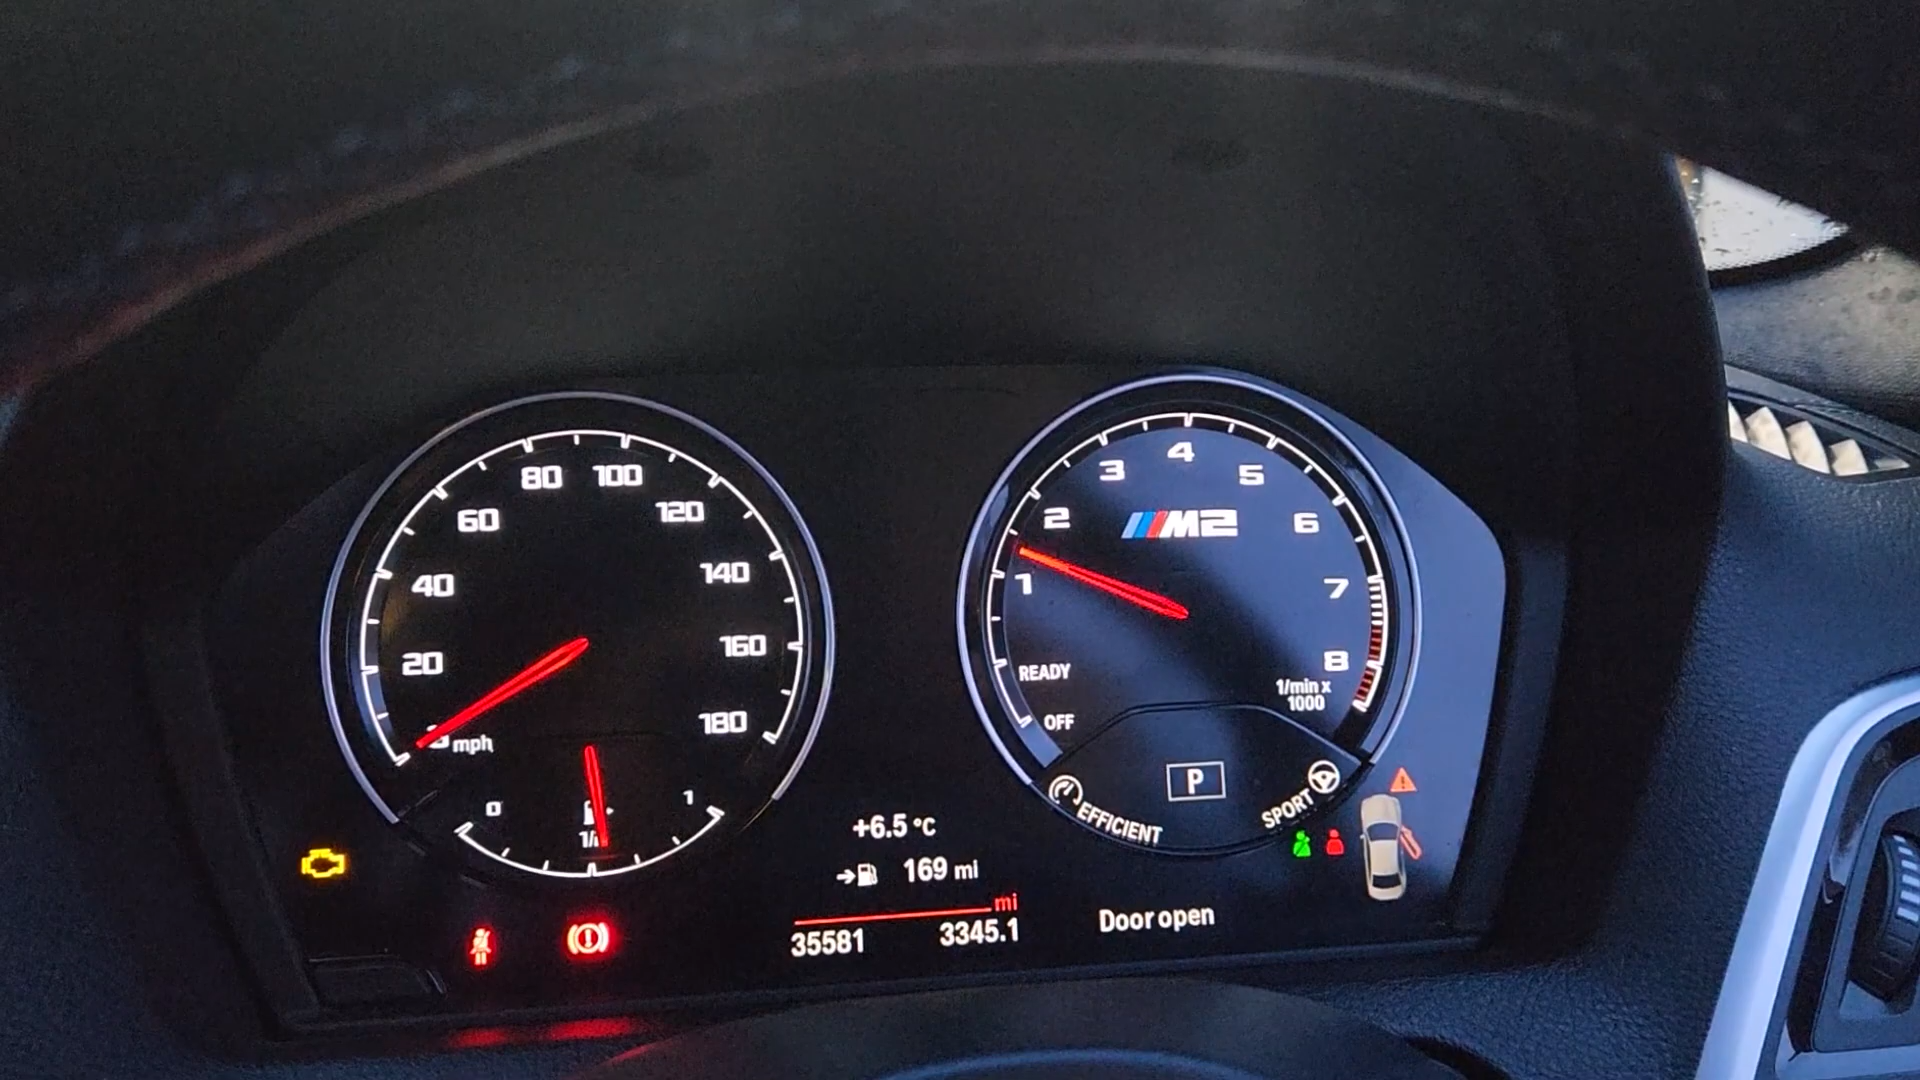 80 100
60 120
40 140
20 160
mph 180
0 1
4
3 5
2 M2 6
1 7
READY 8
1/min x
1000
OFF
P
EFFICIENT SPORT
+6.5 °C
169 mi
mi
35581 3345.1
Door open